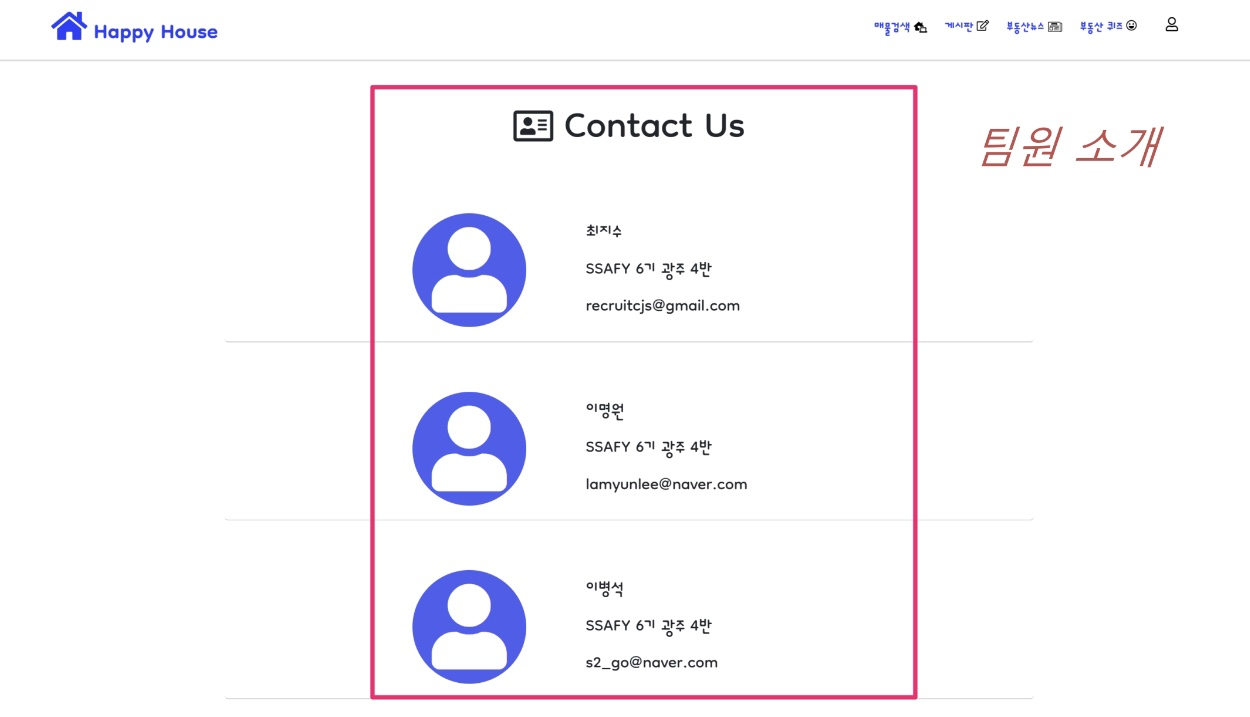 Happy House
매물검색 게시판 부동산뉴스 부동산 퀴즈
Contact Us
팀원 소개
최지수
SSAFY 6기 광주 4반
recruitcjs@gmail.com
이명원
SSAFY 6기 광주 4반
lamyunlee@naver.com
이병석
SSAFY 6기 광주 4반
s2_go@naver.com